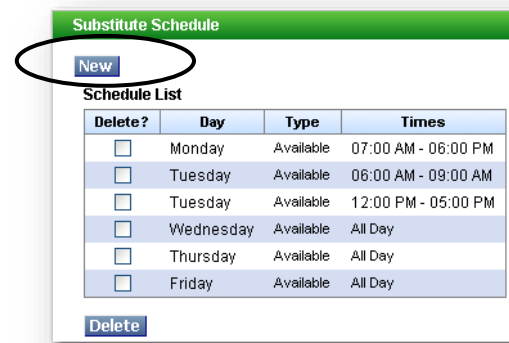 Substitute Schedule
New
Schedule List
Delete? Day Type Times
Monday Available 07:00 AM - 06:00 PM
Tuesday Available 06:00 AM - 09:00 AM
Tuesday Available 12:00 PM - 05:00 PM
Wednesday Available All Day
Thursday Available All Day
Friday Available All Day
Delete